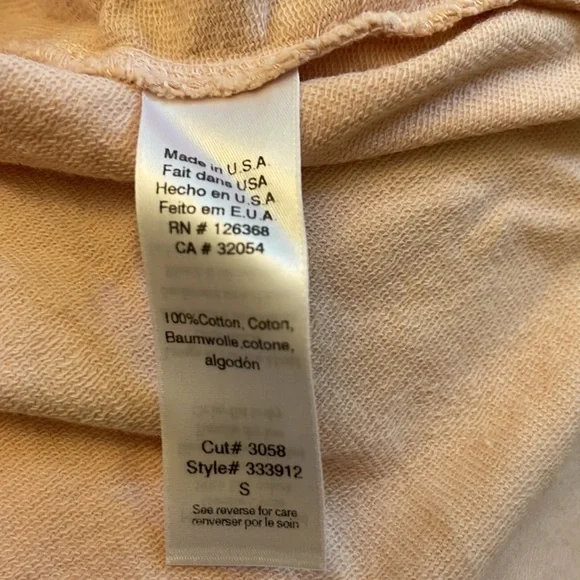 Made in U.S.A.
Fait dans USA
Hecho en U.S.A
Feito em E.U.A.
RN # 126368
CA # 32054
100%Cotton, Coton,
Baumwolle,cotone,
algodón
Cut# 3058
Style# 333912
S
See reverse for care
renverser por le soin